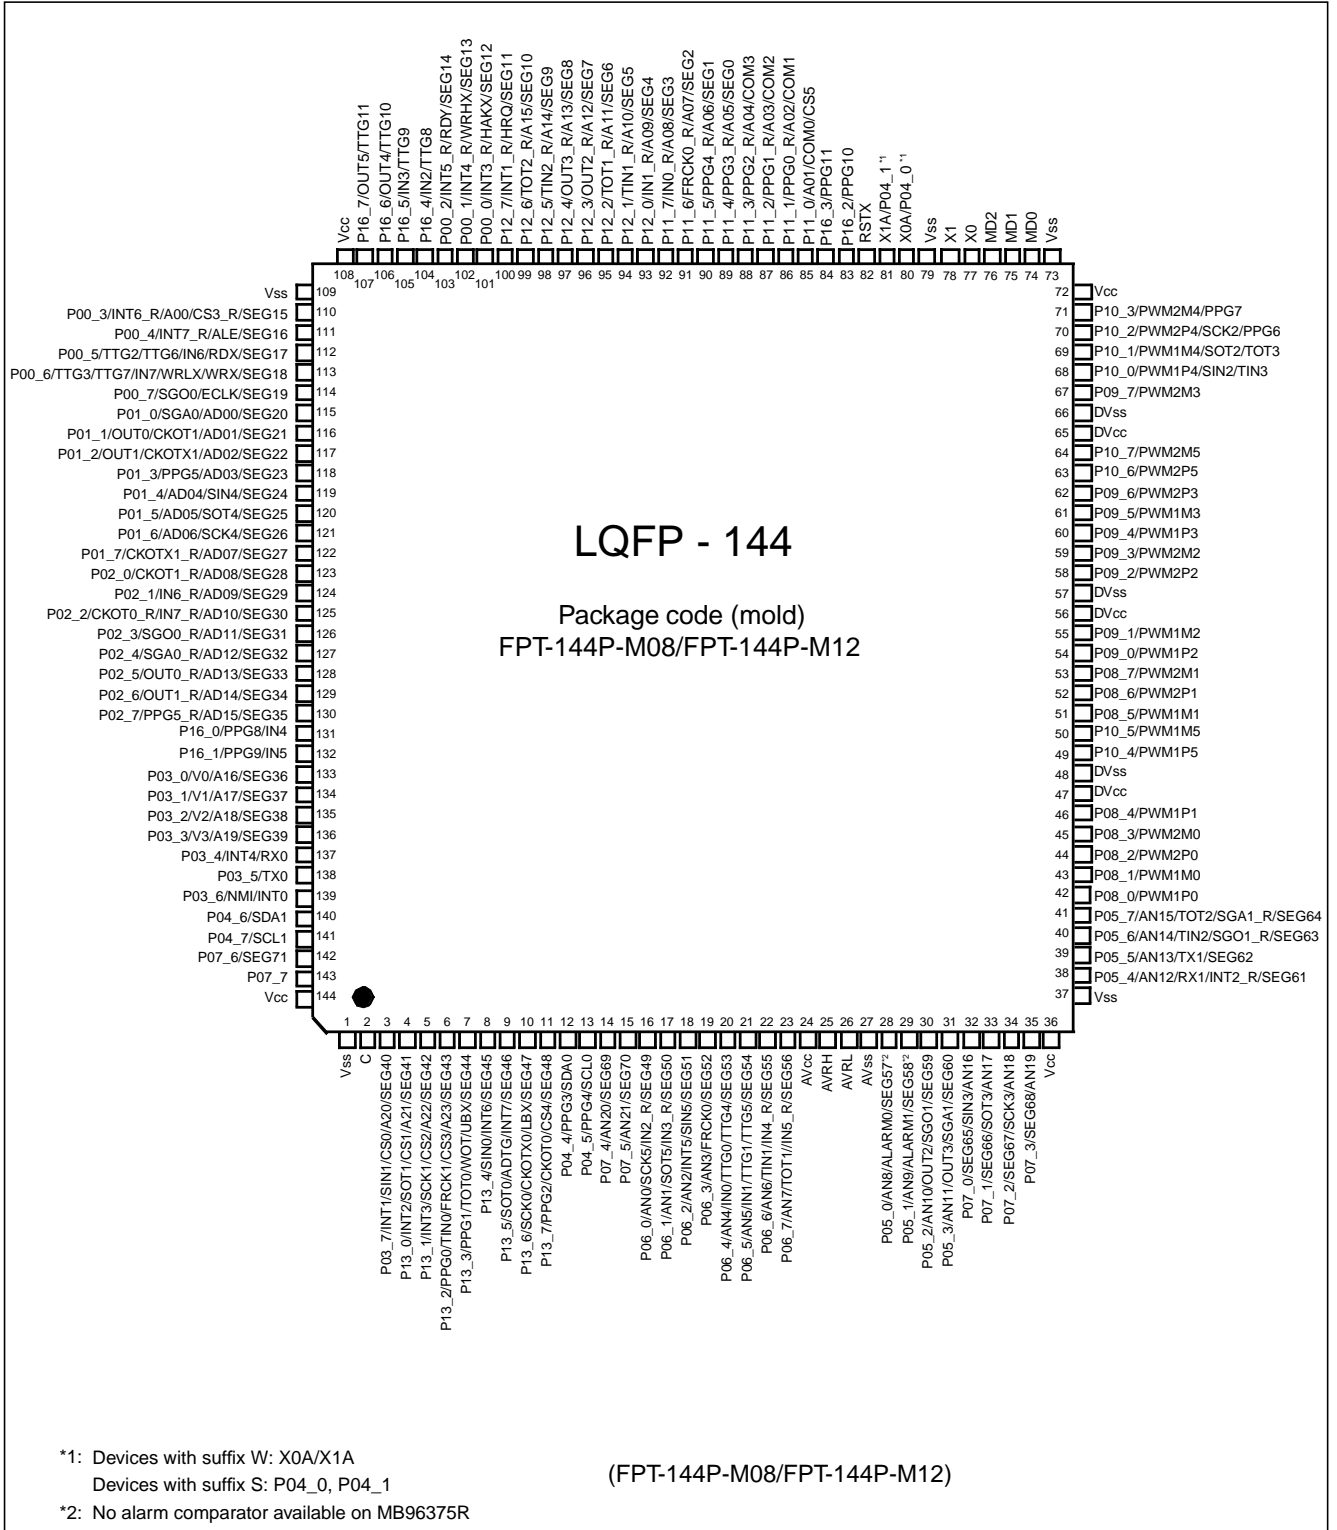 Vcc
P16_7/OUT5/TTG11
P16_6/OUT4/TTG10
P16_5/IN3/TTG9
P16_4/IN2/TTG8
P00_2/INT5_R/RDY/SEG14
P00_1/INT4_R/WRHX/SEG13
P00_0/INT3_R/HAKX/SEG12
P12_7/INT1_R/HRQ/SEG11
P12_6/TOT2_R/A15/SEG10
P12_5/TIN2_R/A14/SEG9
P12_4/OUT3_R/A13/SEG8
P12_3/OUT2_R/A12/SEG7
P12_2/TOT1_R/A11/SEG6
P12_1/TIN1_R/A10/SEG5
P12_0/IN1_R/A09/SEG4
P11_7/IN0_R/A08/SEG3
P11_6/FRCK0_R/A07/SEG2
P11_5/PPG4_R/A06/SEG1
P11_4/PPG3_R/A05/SEG0
P11_3/PPG2_R/A04/COM3
P11_2/PPG1_R/A03/COM2
P11_1/PPG0_R/A02/COM1
P11_0/A01/COM0/CS5
P16_3/PPG11
P16_2/PPG10
RSTX
X1A/P04_1*1
X0A/P04_0*1
Vss
X1
X0
MD2
MD1
MD0
Vss
108 107 106 105 104 103 102 101 100 99 98 97 96 95 94 93 92 91 90 89 88 87 86 85 84 83 82 81 80 79 78 77 76 75 74 73
Vss 109
P00_3/INT6_R/A00/CS3_R/SEG15 110
P00_4/INT7_R/ALE/SEG16 111
P00_5/TTG2/TTG6/IN6/RDX/SEG17 112
P00_6/TTG3/TTG7/IN7/WRLX/WRX/SEG18 113
P00_7/SGO0/ECLK/SEG19 114
P01_0/SGA0/AD00/SEG20 115
P01_1/OUT0/CKOT1/AD01/SEG21 116
P01_2/OUT1/CKOTX1/AD02/SEG22 117
P01_3/PPG5/AD03/SEG23 118
P01_4/AD04/SIN4/SEG24 119
P01_5/AD05/SOT4/SEG25 120
P01_6/AD06/SCK4/SEG26 121
P01_7/CKOTX1_R/AD07/SEG27 122
P02_0/CKOT1_R/AD08/SEG28 123
P02_1/IN6_R/AD09/SEG29 124
P02_2/CKOT0_R/IN7_R/AD10/SEG30 125
P02_3/SGO0_R/AD11/SEG31 126
P02_4/SGA0_R/AD12/SEG32 127
P02_5/OUT0_R/AD13/SEG33 128
P02_6/OUT1_R/AD14/SEG34 129
P02_7/PPG5_R/AD15/SEG35 130
P16_0/PPG8/IN4 131
P16_1/PPG9/IN5 132
P03_0/V0/A16/SEG36 133
P03_1/V1/A17/SEG37 134
P03_2/V2/A18/SEG38 135
P03_3/V3/A19/SEG39 136
P03_4/INT4/RX0 137
P03_5/TX0 138
P03_6/NMI/INT0 139
P04_6/SDA1 140
P04_7/SCL1 141
P07_6/SEG71 142
P07_7 143
Vcc 144
LQFP - 144
Package code (mold)
FPT-144P-M08/FPT-144P-M12
72 Vcc
71 P10_3/PWM2M4/PPG7
70 P10_2/PWM2P4/SCK2/PPG6
69 P10_1/PWM1M4/SOT2/TOT3
68 P10_0/PWM1P4/SIN2/TIN3
67 P09_7/PWM2M3
66 DVss
65 DVcc
64 P10_7/PWM2M5
63 P10_6/PWM2P5
62 P09_6/PWM2P3
61 P09_5/PWM1M3
60 P09_4/PWM1P3
59 P09_3/PWM2M2
58 P09_2/PWM2P2
57 DVss
56 DVcc
55 P09_1/PWM1M2
54 P09_0/PWM1P2
53 P08_7/PWM2M1
52 P08_6/PWM2P1
51 P08_5/PWM1M1
50 P10_5/PWM1M5
49 P10_4/PWM1P5
48 DVss
47 DVcc
46 P08_4/PWM1P1
45 P08_3/PWM2M0
44 P08_2/PWM2P0
43 P08_1/PWM1M0
42 P08_0/PWM1P0
41 P05_7/AN15/TOT2/SGA1_R/SEG64
40 P05_6/AN14/TIN2/SGO1_R/SEG63
39 P05_5/AN13/TX1/SEG62
38 P05_4/AN12/RX1/INT2_R/SEG61
37 Vss
1 2 3 4 5 6 7 8 9 10 11 12 13 14 15 16 17 18 19 20 21 22 23 24 25 26 27 28 29 30 31 32 33 34 35 36
Vss
C
P03_7/INT1/SIN1/CS0/A20/SEG40
P13_0/INT2/SOT1/CS1/A21/SEG41
P13_1/INT3/SCK1/CS2/A22/SEG42
P13_2/PPG0/TIN0/FRCK1/CS3/A23/SEG43
P13_3/PPG1/TOT0/WOT/UBX/SEG44
P13_4/SIN0/INT6/SEG45
P13_5/SOT0/ADTG/INT7/SEG46
P13_6/SCK0/CKOTX0/LBX/SEG47
P13_7/PPG2/CKOT0/CS4/SEG48
P04_4/PPG3/SDA0
P04_5/PPG4/SCL0
P07_4/AN20/SEG69
P07_5/AN21/SEG70
P06_0/AN0/SCK5/IN2_R/SEG49
P06_1/AN1/SOT5/IN3_R/SEG50
P06_2/AN2/INT5/SIN5/SEG51
P06_3/AN3/FRCK0/SEG52
P06_4/AN4/IN0/TTG0/TTG4/SEG53
P06_5/AN5/IN1/TTG1/TTG5/SEG54
P06_6/AN6/TIN1/IN4_R/SEG55
P06_7/AN7/TOT1/IN5_R/SEG56
AVcc
AVRH
AVRL
AVss
P05_0/AN8/ALARM0/SEG57*2
P05_1/AN9/ALARM1/SEG58*2
P05_2/AN10/OUT2/SGO1/SEG59
P05_3/AN11/OUT3/SGA1/SEG60
P07_0/SEG65/SIN3/AN16
P07_1/SEG66/SOT3/AN17
P07_2/SEG67/SCK3/AN18
P07_3/SEG68/AN19
Vcc
*1: Devices with suffix W: X0A/X1A
Devices with suffix S: P04_0, P04_1
(FPT-144P-M08/FPT-144P-M12)
*2: No alarm comparator available on MB96375R